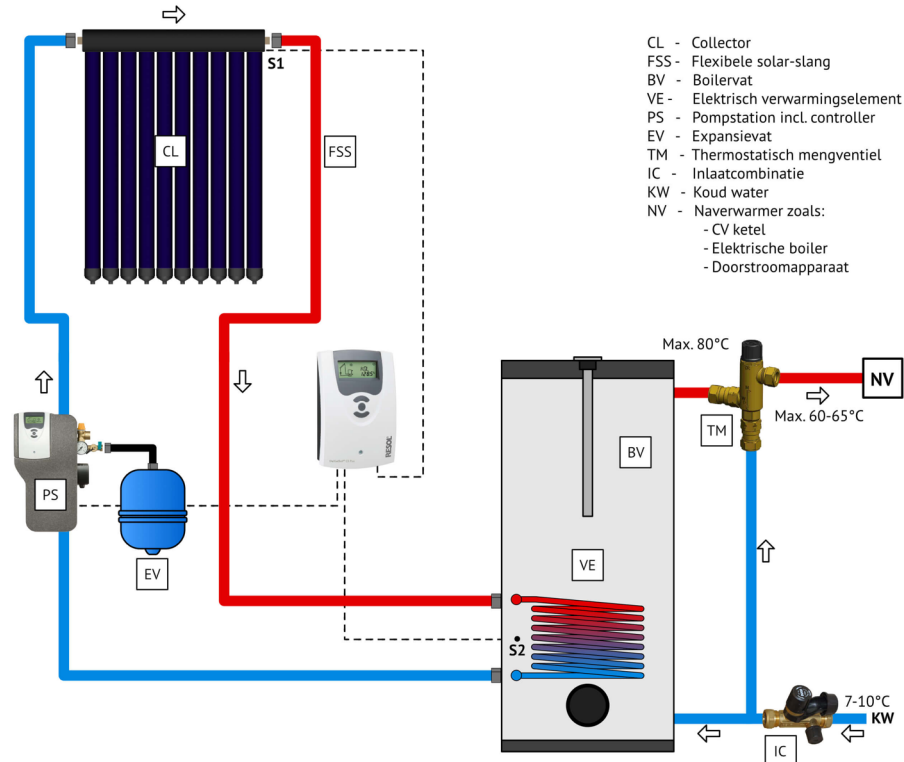 S1
CL
FSS
CL - Collector
FSS - Flexibele solar-slang
BV - Boilervat
VE - Elektrisch verwarmingselement
PS - Pompstation incl. controller
EV - Expansievat
TM - Thermostatisch mengventiel
IC - Inlaatcombinatie
KW - Koud water
NV - Naverwarmer zoals:
- CV ketel
- Elektrische boiler
- Doorstroomapparaat
Max. 80°C
NV
Max. 60-65°C
TM
RESOL
BV
PS
EV
VE
S2
7-10°C
KW
IC